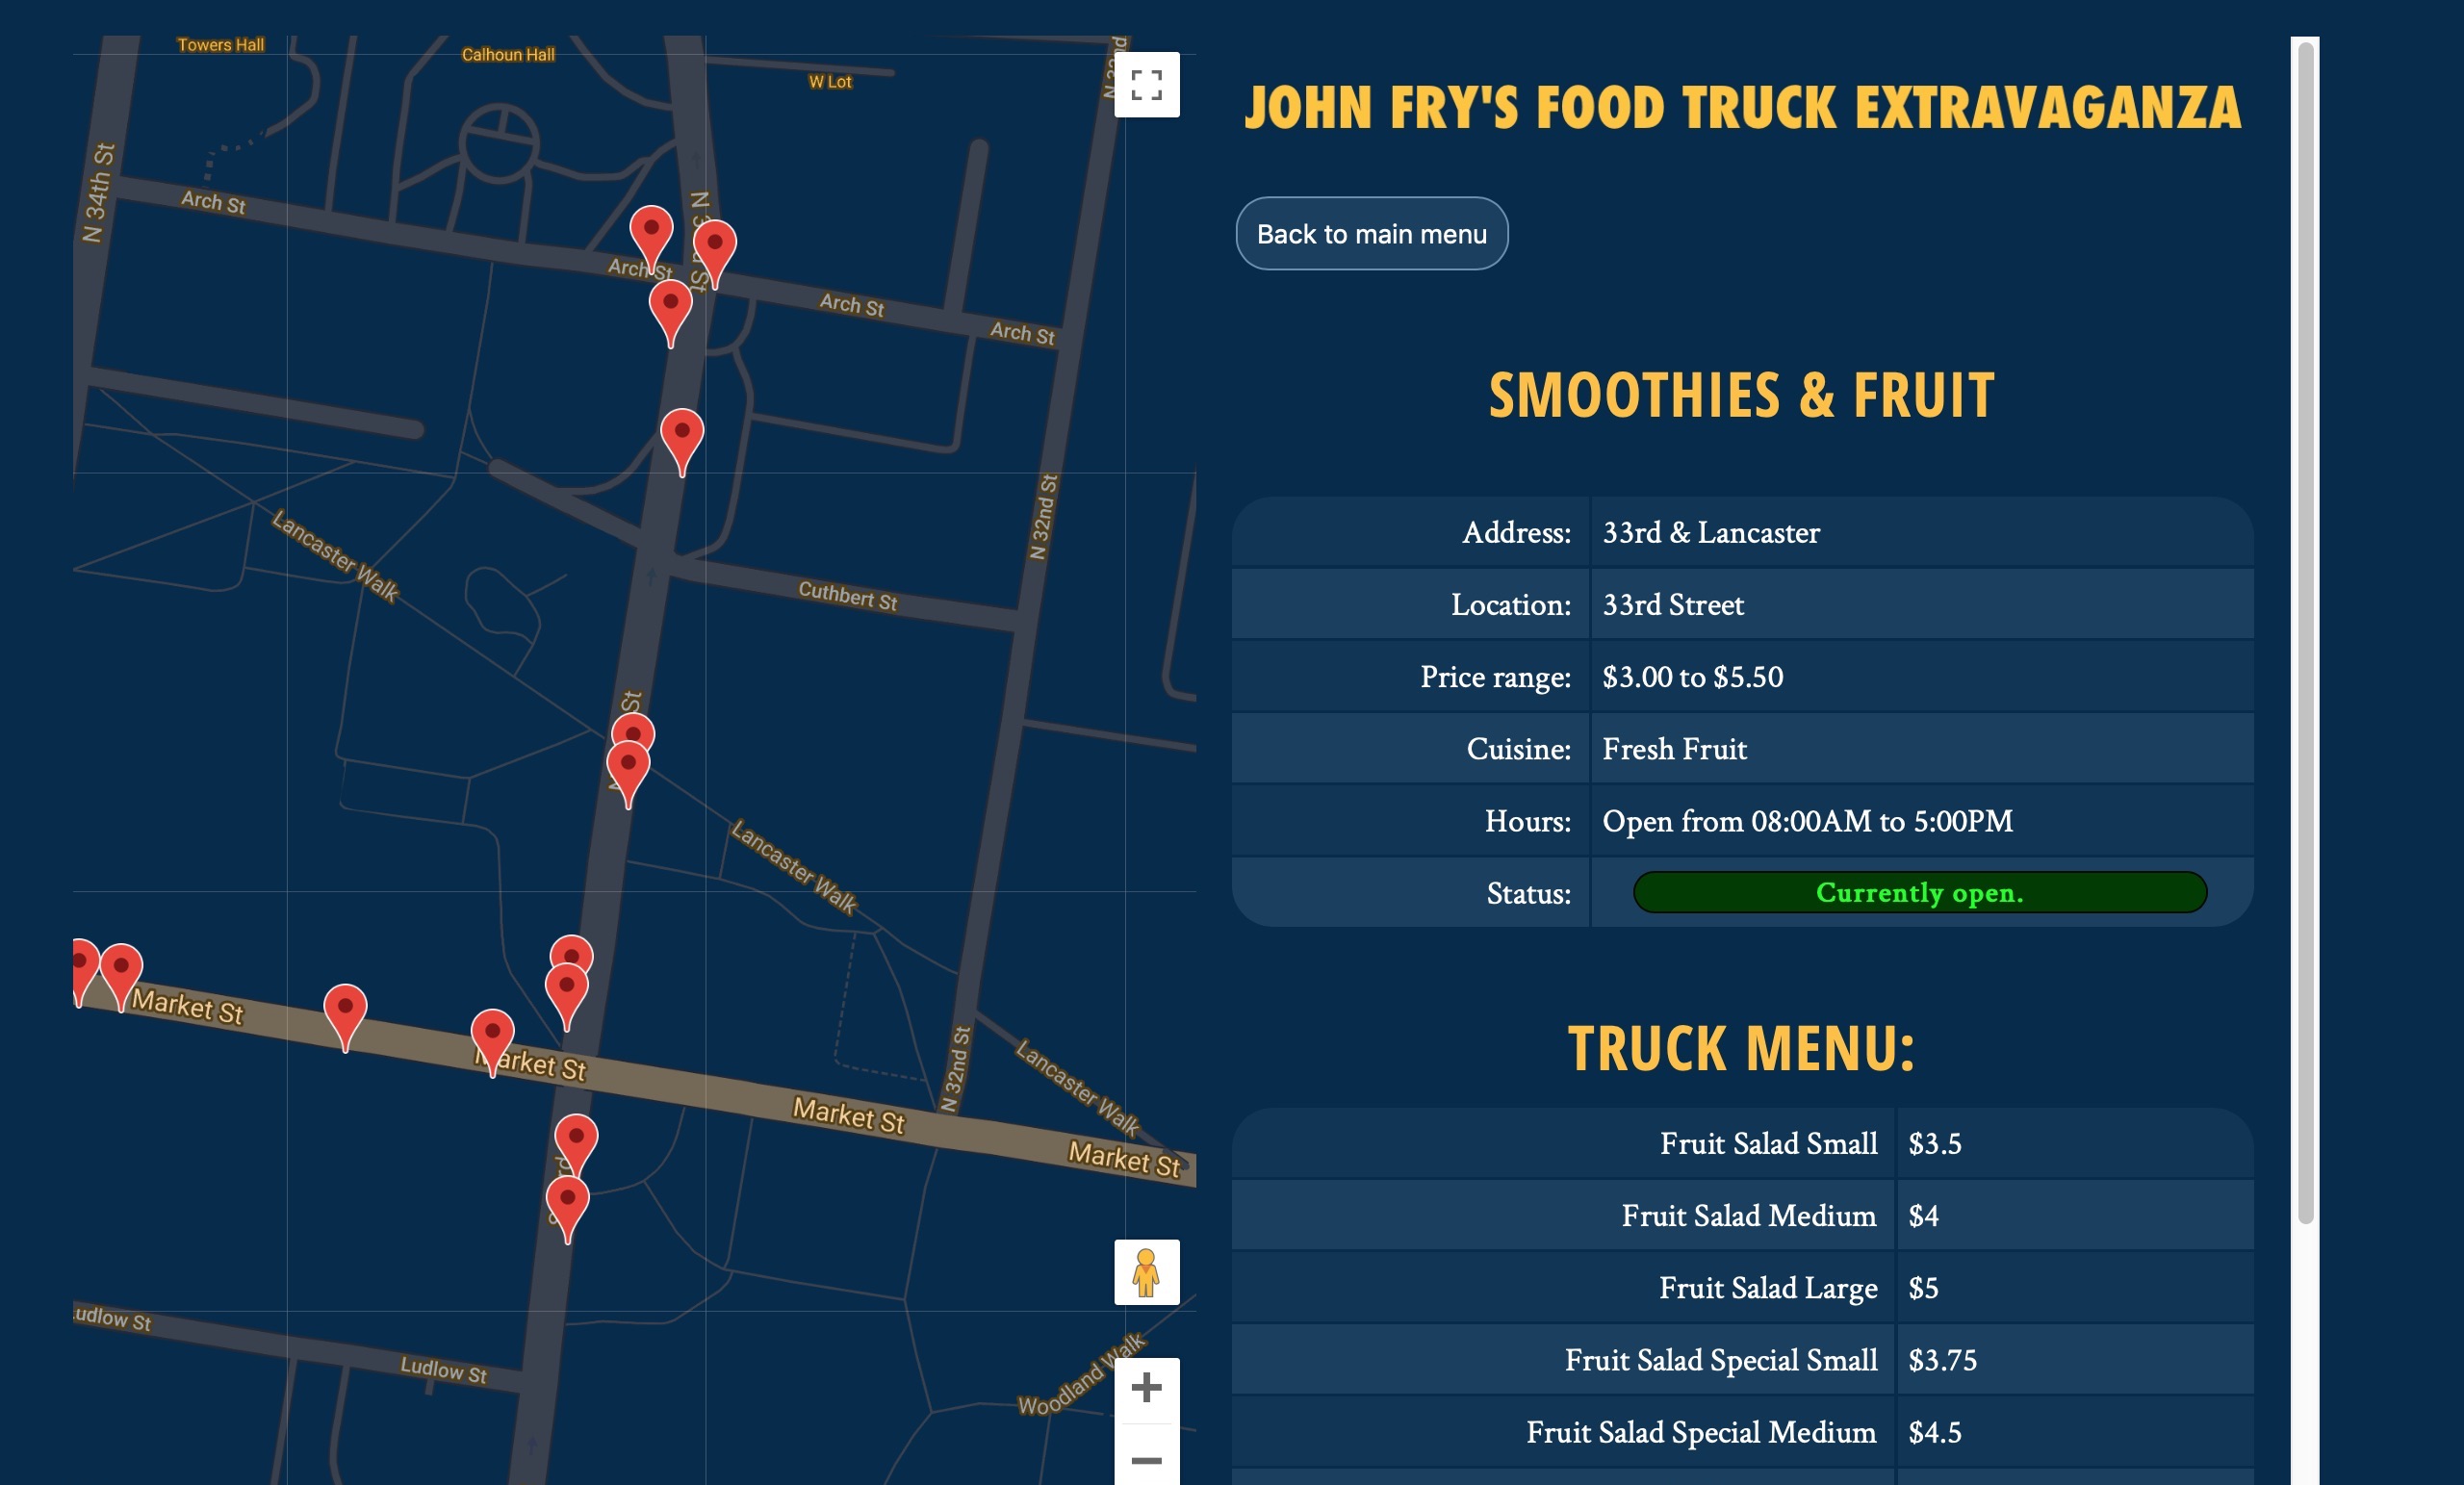 Towers Hall
Calhoun Hall
W Lot
N 34th St
Arch St
Arch St
Arch St
Arch St
N 32nd St
Lancaster Walk
Cuthbert St
St
Lancaster Walk
Market St
Market St
Market St
Market St
N 32nd St
Lancaster Walk
Ludlow St
Woodland Walk
JOHN FRY'S FOOD TRUCK EXTRAVAGANZA
Back to main menu
SMOOTHIES & FRUIT
Address: 33rd & Lancaster
Location: 33rd Street
Price range: $3.00 to $5.50
Cuisine: Fresh Fruit
Hours: Open from 08:00AM to 5:00PM
Status: Currently open.
TRUCK MENU:
Fruit Salad Small $3.5
Fruit Salad Medium $4
Fruit Salad Large $5
Fruit Salad Special Small $3.75
Fruit Salad Special Medium $4.5